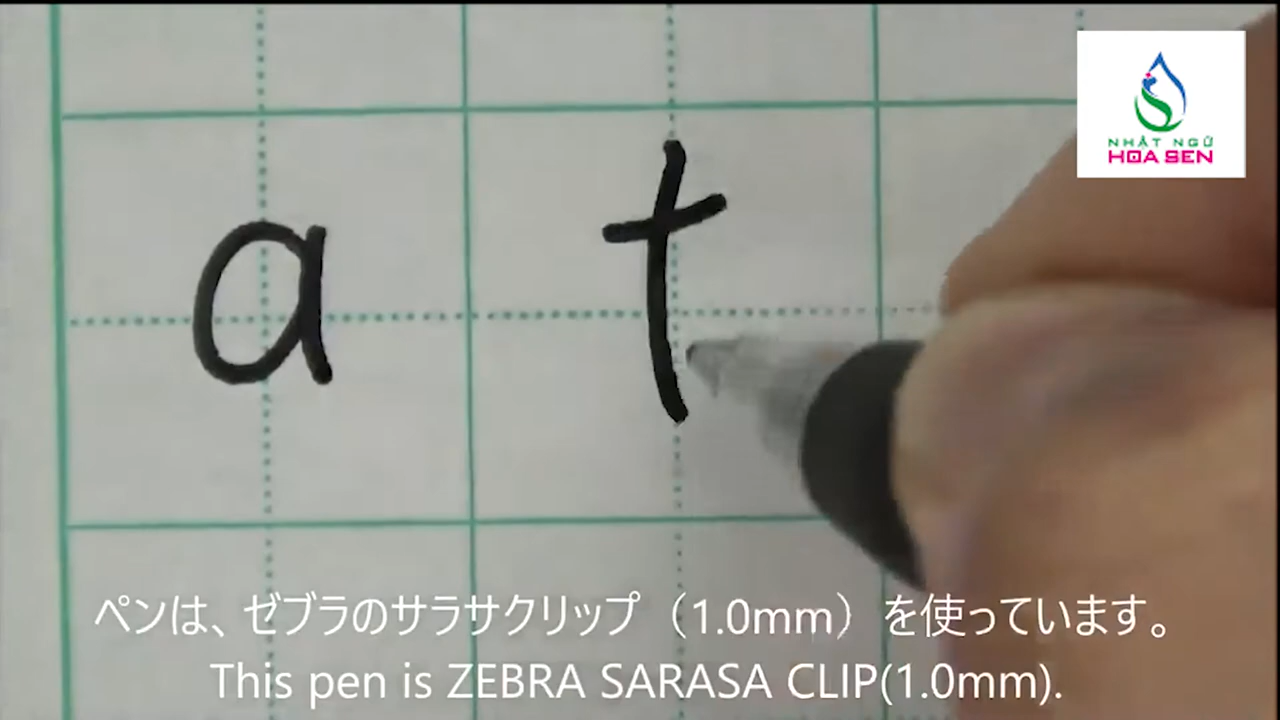 NHẬT NGỮ
HOA SEN
a t
ペンは、ゼブラのサラサクリップ（1.0mm）を使っています。
This pen is ZEBRA SARASA CLIP(1.0mm).